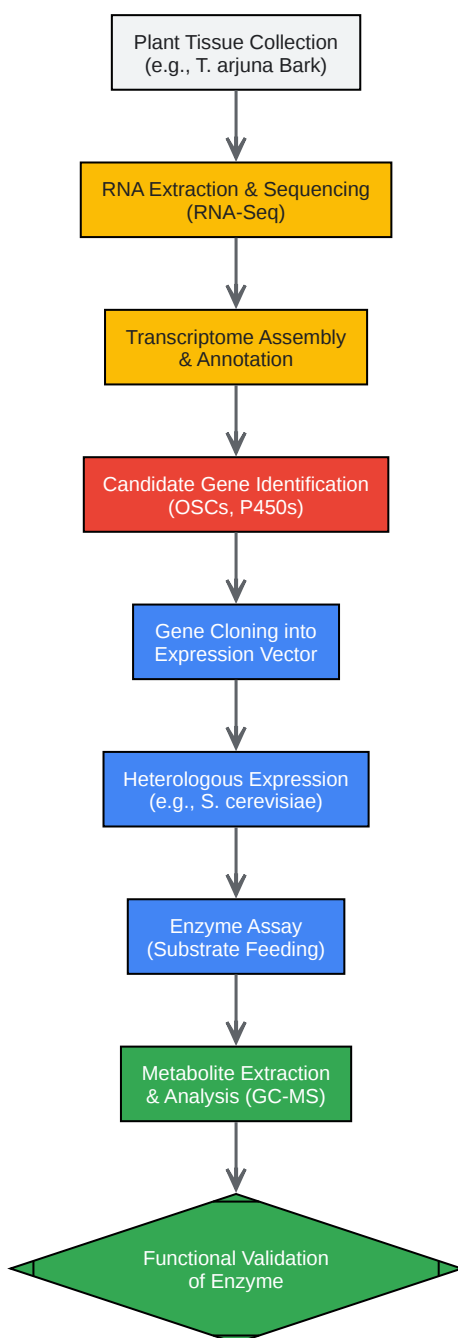 Plant Tissue Collection
(e.g., T. arjuna Bark)
RNA Extraction & Sequencing
(RNA-Seq)
Transcriptome Assembly
& Annotation
Candidate Gene Identification
(OSCs, P450s)
Gene Cloning into
Expression Vector
Heterologous Expression
(e.g., S. cerevisiae)
Enzyme Assay
(Substrate Feeding)
Metabolite Extraction
& Analysis (GC-MS)
Functional Validation
of Enzyme